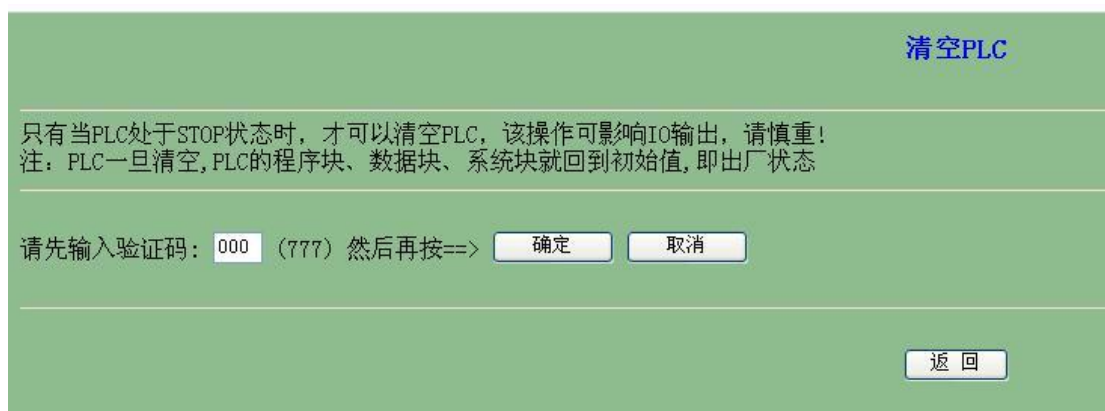 清空PLC
只有当PLC处于STOP状态时，才可以清空PLC，该操作可影响IO输出，请慎重！
注：PLC一旦清空,PLC的程序块、数据块、系统块就回到初始值,即出厂状态
请先输入验证码： 000 （777）然后再按==> 确定 取消
返 回